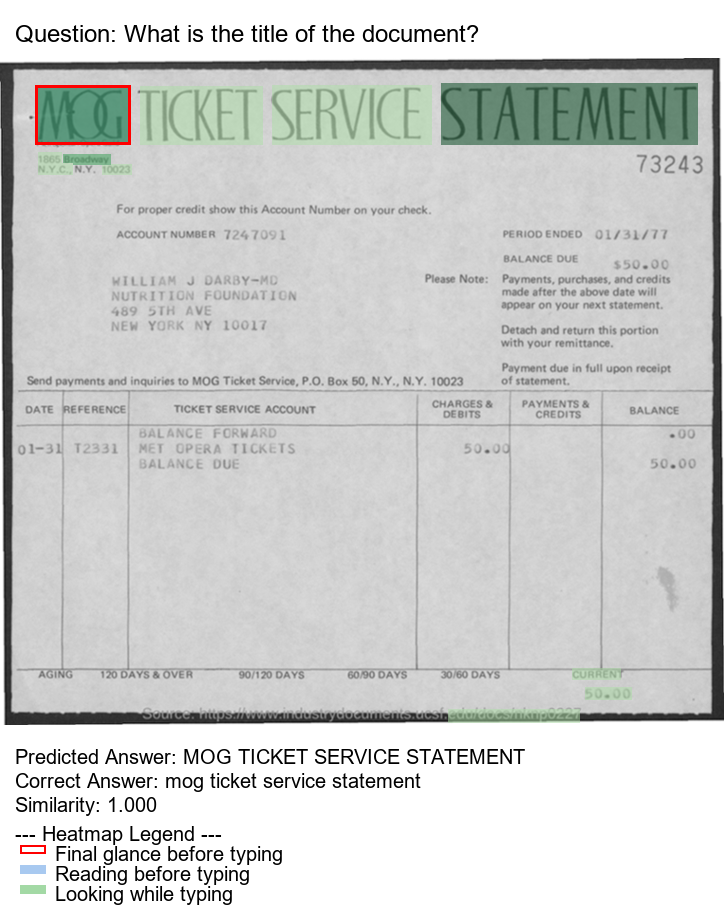 Question: What is the title of the document?
MOG TICKET SERVICE STATEMENT
1865 Broadway
N.Y.C., N.Y. 10023
73243
For proper credit show this Account Number on your check.
ACCOUNT NUMBER 7247091
PERIOD ENDED 01/31/77
BALANCE DUE $50.00
WILLIAM J DARBY-MD
NUTRITION FOUNDATION
489 5TH AVE
NEW YORK NY 10017
Please Note: Payments, purchases, and credits
made after the above date will
appear on your next statement.
Detach and return this portion
with your remittance.
Payment due in full upon receipt
of statement.
Send payments and inquiries to MOG Ticket Service, P.O. Box 50, N.Y., N.Y. 10023
DATE REFERENCE TICKET SERVICE ACCOUNT CHARGES & DEBITS PAYMENTS & CREDITS BALANCE
BALANCE FORWARD .00
01-31 T2331 MET OPERA TICKETS 50.00
BALANCE DUE 50.00
AGING 120 DAYS & OVER 90/120 DAYS 60/90 DAYS 30/60 DAYS CURRENT
50.00
Source: https://www.industrydocuments.ucsf.edu/docs/nknp0227
Predicted Answer: MOG TICKET SERVICE STATEMENT
Correct Answer: mog ticket service statement
Similarity: 1.000
--- Heatmap Legend ---
Final glance before typing
Reading before typing
Looking while typing